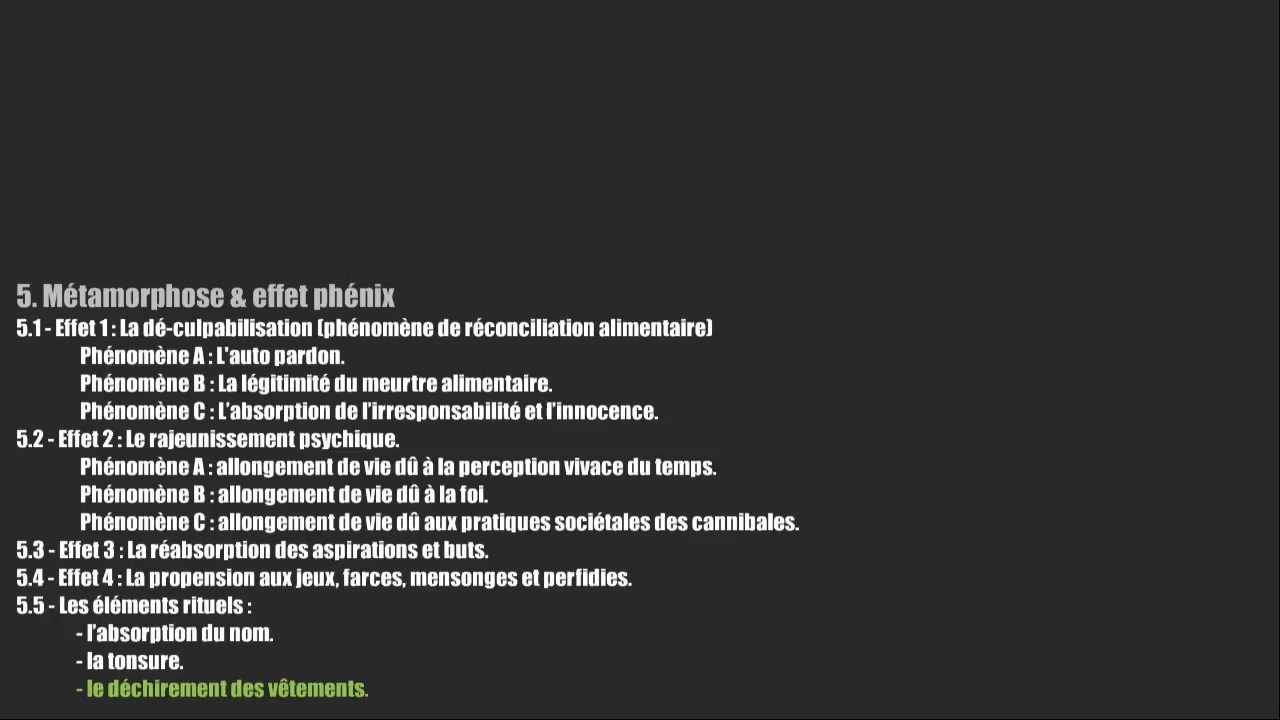 5. Métamorphose & effet phénix
5.1 - Effet 1 : La dé-culpabilisation (phénomène de réconciliation alimentaire)
Phénomène A : L'auto pardon.
Phénomène B : La légitimité du meurtre alimentaire.
Phénomène C : L’absorption de l’irresponsabilité et l’innocence.
5.2 - Effet 2 : Le rajeunissement psychique.
Phénomène A : allongement de vie dû à la perception vivace du temps.
Phénomène B : allongement de vie dû à la foi.
Phénomène C : allongement de vie dû aux pratiques sociétales des cannibales.
5.3 - Effet 3 : La réabsorption des aspirations et buts.
5.4 - Effet 4 : La propension aux jeux, farces, mensonges et perfidies.
5.5 - Les éléments rituels :
- l’absorption du nom.
- la tonsure.
- le déchirement des vêtements.